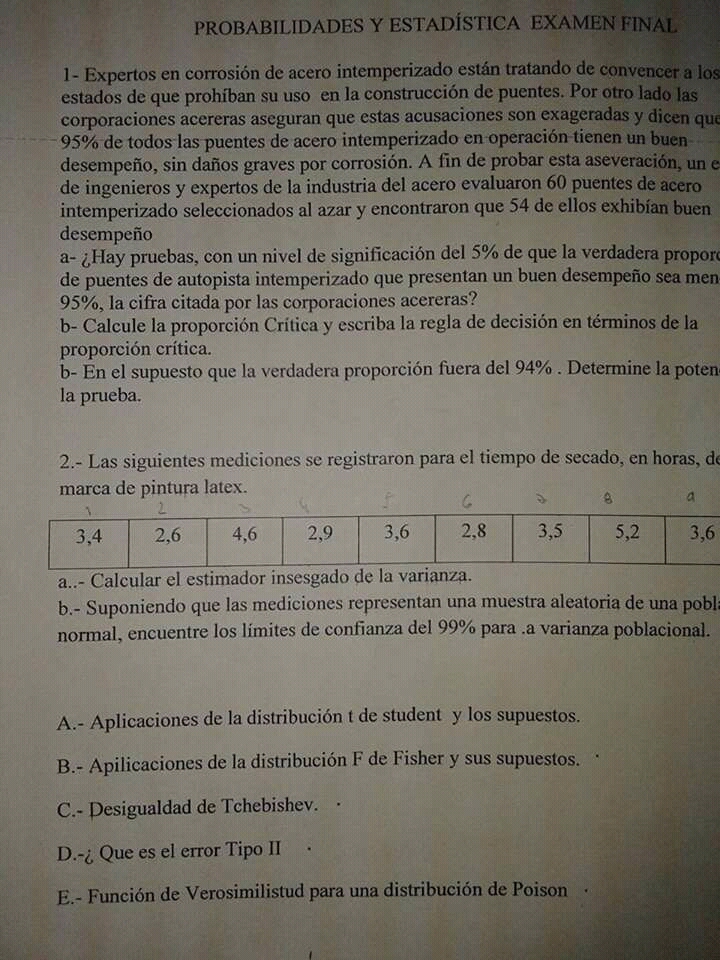 PROBABILIDADES Y ESTADÍSTICA EXAMEN FINAL
1- Expertos en corrosión de acero intemperizado están tratando de convencer a los
estados de que prohíban su uso en la construcción de puentes. Por otro lado las
corporaciones acereras aseguran que estas acusaciones son exageradas y dicen que
95% de todos las puentes de acero intemperizado en operación tienen un buen
desempeño, sin daños graves por corrosión. A fin de probar esta aseveración, un e
de ingenieros y expertos de la industria del acero evaluaron 60 puentes de acero
intemperizado seleccionados al azar y encontraron que 54 de ellos exhibían buen
desempeño
a- ¿Hay pruebas, con un nivel de significación del 5% de que la verdadera proporc
de puentes de autopista intemperizado que presentan un buen desempeño sea men
95%, la cifra citada por las corporaciones acereras?
b- Calcule la proporción Crítica y escriba la regla de decisión en términos de la
proporción crítica.
b- En el supuesto que la verdadera proporción fuera del 94% . Determine la poten
la prueba.
2.- Las siguientes mediciones se registraron para el tiempo de secado, en horas, de
marca de pintura latex.
1 2 3 4 5 6 7 8 9
3,4 2,6 4,6 2,9 3,6 2,8 3,5 5,2 3,6
a..- Calcular el estimador insesgado de la varianza.
b.- Suponiendo que las mediciones representan una muestra aleatoria de una pobla
normal, encuentre los límites de confianza del 99% para .a varianza poblacional.
A.- Aplicaciones de la distribución t de student y los supuestos.
B.- Apilicaciones de la distribución F de Fisher y sus supuestos.
C.- Desigualdad de Tchebishev.
D.-¿ Que es el error Tipo II
E.- Función de Verosimilistud para una distribución de Poison